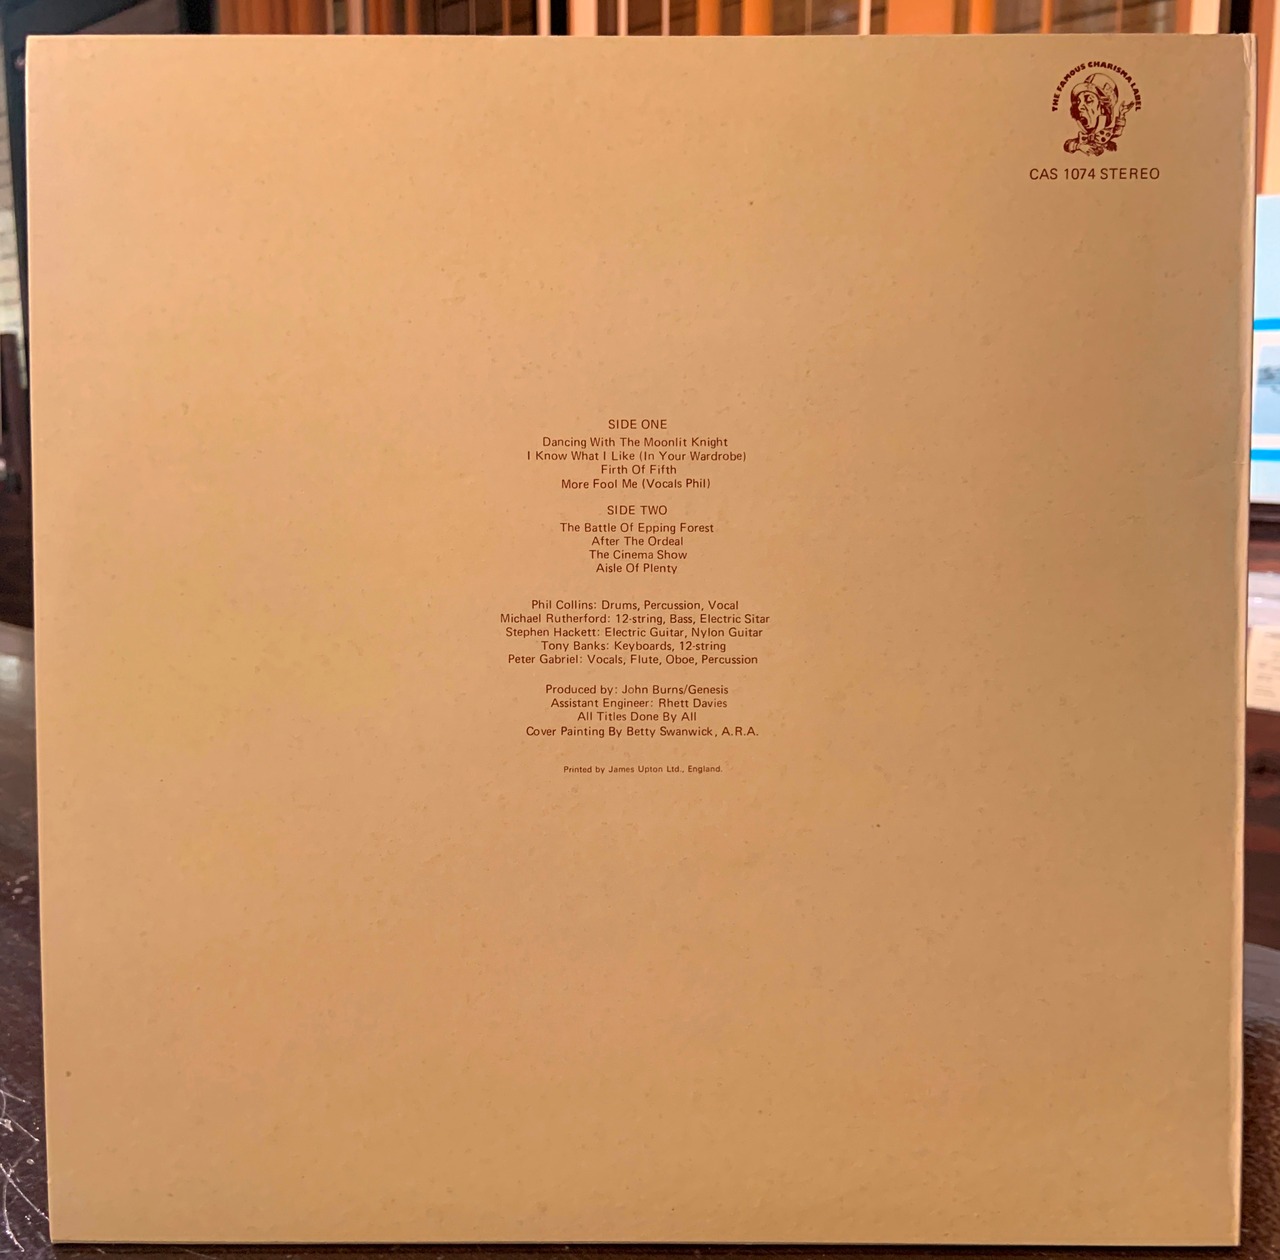 THE FAMOUS CHARISMA LABEL
CAS 1074 STEREO
SIDE ONE
Dancing With The Moonlit Knight
I Know What I Like (In Your Wardrobe)
Firth Of Fifth
More Fool Me (Vocals Phil)
SIDE TWO
The Battle Of Epping Forest
After The Ordeal
The Cinema Show
Aisle Of Plenty
Phil Collins: Drums, Percussion, Vocal
Michael Rutherford: 12-string, Bass, Electric Sitar
Stephen Hackett: Electric Guitar, Nylon Guitar
Tony Banks: Keyboards, 12-string
Peter Gabriel: Vocals, Flute, Oboe, Percussion
Produced by: John Burns/Genesis
Assistant Engineer: Rhett Davies
All Titles Done By All
Cover Painting By Betty Swanwick, A.R.A.
Printed by James Upton Ltd., England.